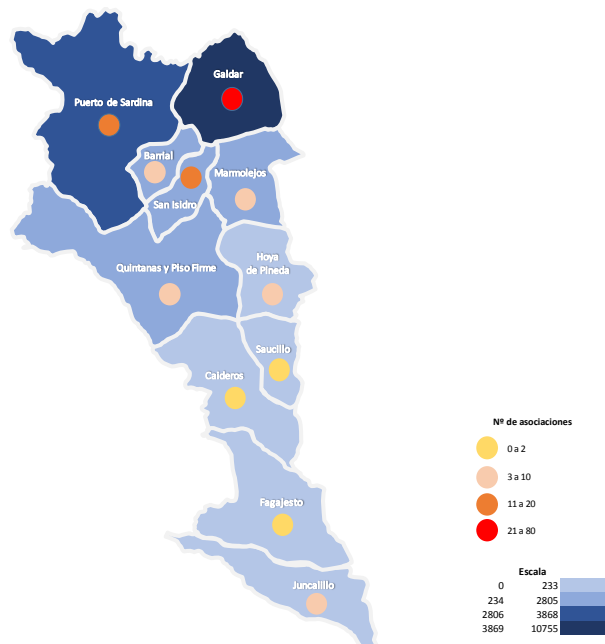 Galdar
Puerto de Sardina
Barrial
Marmolejos
San Isidro
Hoya
de Pineda
Quintanas y Piso Firme
Saucillo
Calderos
Fagajesto
Juncalillo
Nº de asociaciones
0 a 2
3 a 10
11 a 20
21 a 80
Escala
0 233
234 2805
2806 3868
3869 10755